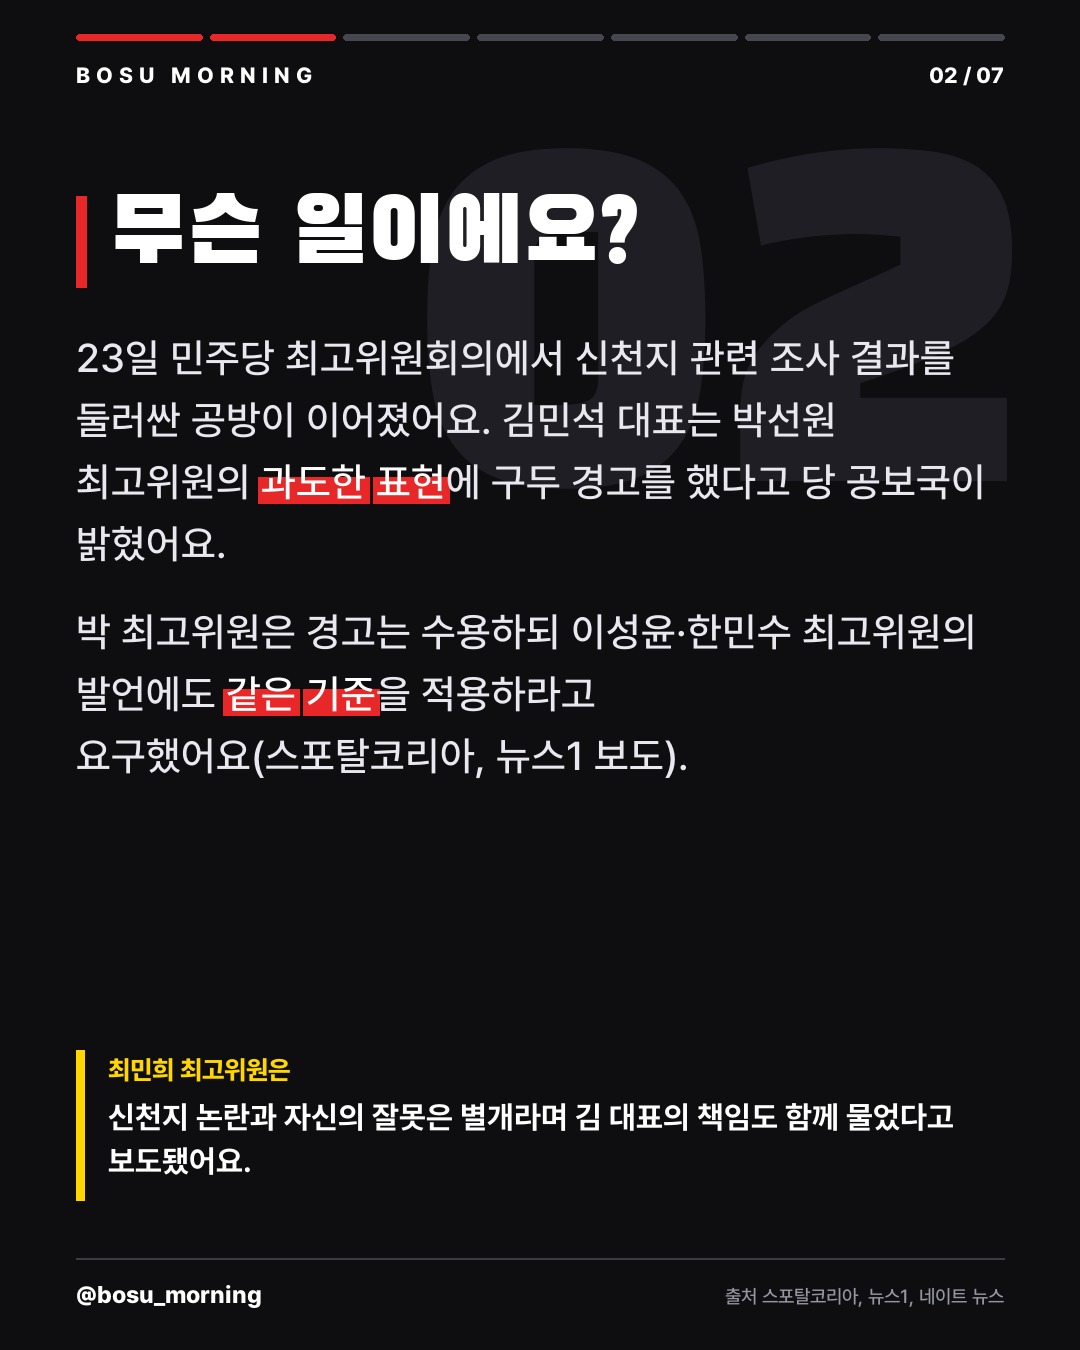 BOSU MORNING
02 / 07
02
무슨 일이에요?
23일 민주당 최고위원회의에서 신천지 관련 조사 결과를
둘러싼 공방이 이어졌어요. 김민석 대표는 박선원
최고위원의 과도한 표현에 구두 경고를 했다고 당 공보국이
밝혔어요.
박 최고위원은 경고는 수용하되 이성윤·한민수 최고위원의
발언에도 같은 기준을 적용하라고
요구했어요(스포탈코리아, 뉴스1 보도).
최민희 최고위원은
신천지 논란과 자신의 잘못은 별개라며 김 대표의 책임도 함께 물었다고
보도됐어요.
@bosu_morning
출처 스포탈코리아, 뉴스1, 네이트 뉴스